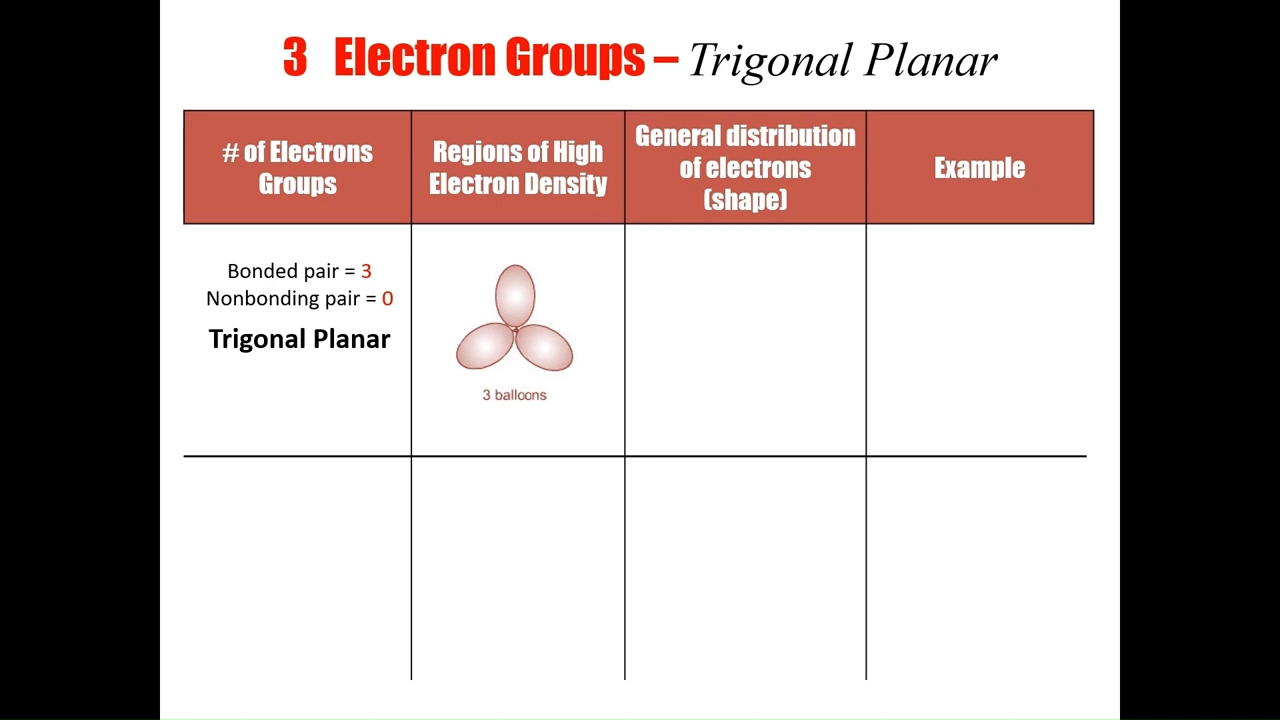 3 Electron Groups – Trigonal Planar
# of Electrons
Groups
Regions of High
Electron Density
General distribution
of electrons
(shape)
Example
Bonded pair = 3
Nonbonding pair = 0
Trigonal Planar
3 balloons